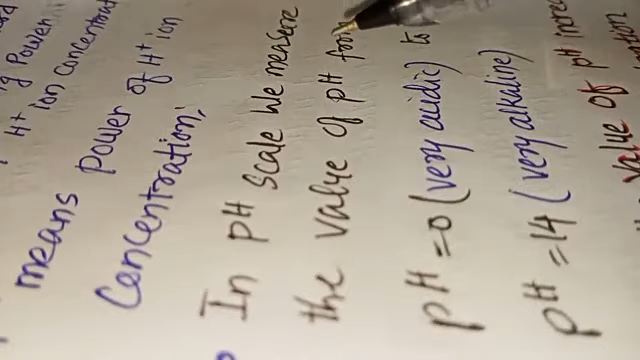 g Power
H+ ion concentrat
means power of H+ ion
Concentration,
In pH scale we measure
the value of pH from
pH = 0 (very acidic) to
pH = 14 (very alkaline)
value of pH incre